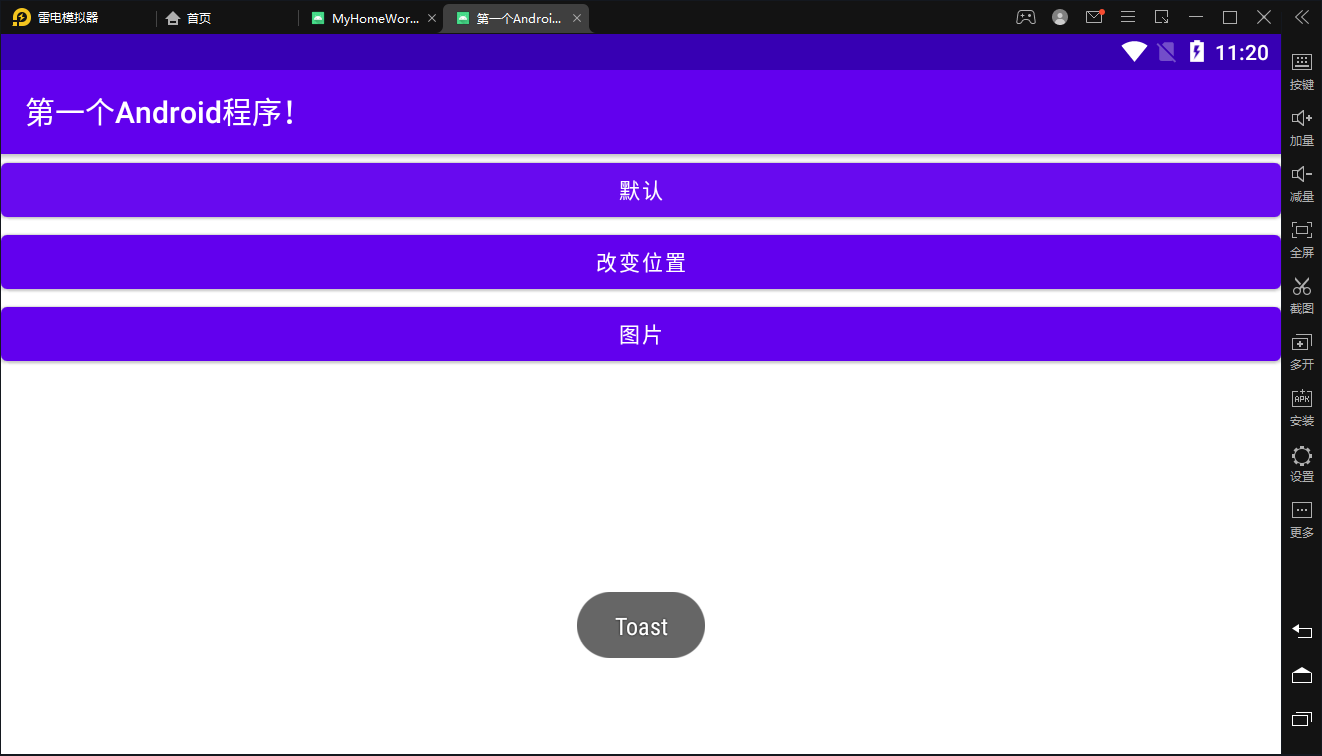 雷电模拟器
首页
MyHomeWor...
第一个Androi...
11:20
第一个Android程序！
默认
改变位置
图片
Toast
按键
加量
减量
全屏
截图
多开
APK
安装
设置
更多